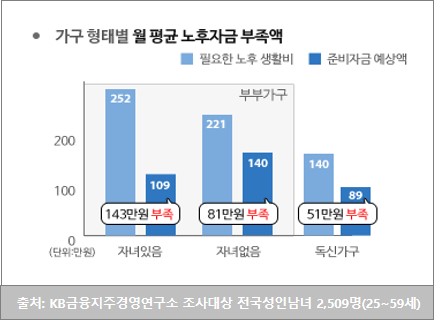 • 가구 형태별 월 평균 노후자금 부족액
필요한 노후 생활비 준비자금 예상액
부부가구
252 109 221 140 140 89
200
100
0
143만원 부족 81만원 부족 51만원 부족
(단위:만원) 자녀있음 자녀없음 독신가구
출처: KB금융지주경영연구소 조사대상 전국성인남녀 2,509명(25~59세)